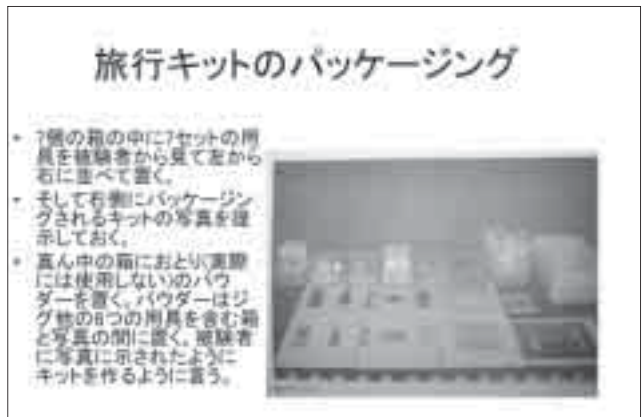 旅行キットのパッケージング
• 7個の箱の中に7セットの用
具を被験者から見て左から
右に並べて置く。
• そして右側にパッケージン
グされるキットの写真を提
示しておく。
• 真ん中の箱におとり(実際
には使用しない)のパウ
ダーを置く。パウダーはジ
グ他の6つの用具を含む箱
と写真の間に置く。被験者
に写真に示されたように
キットを作るように言う。